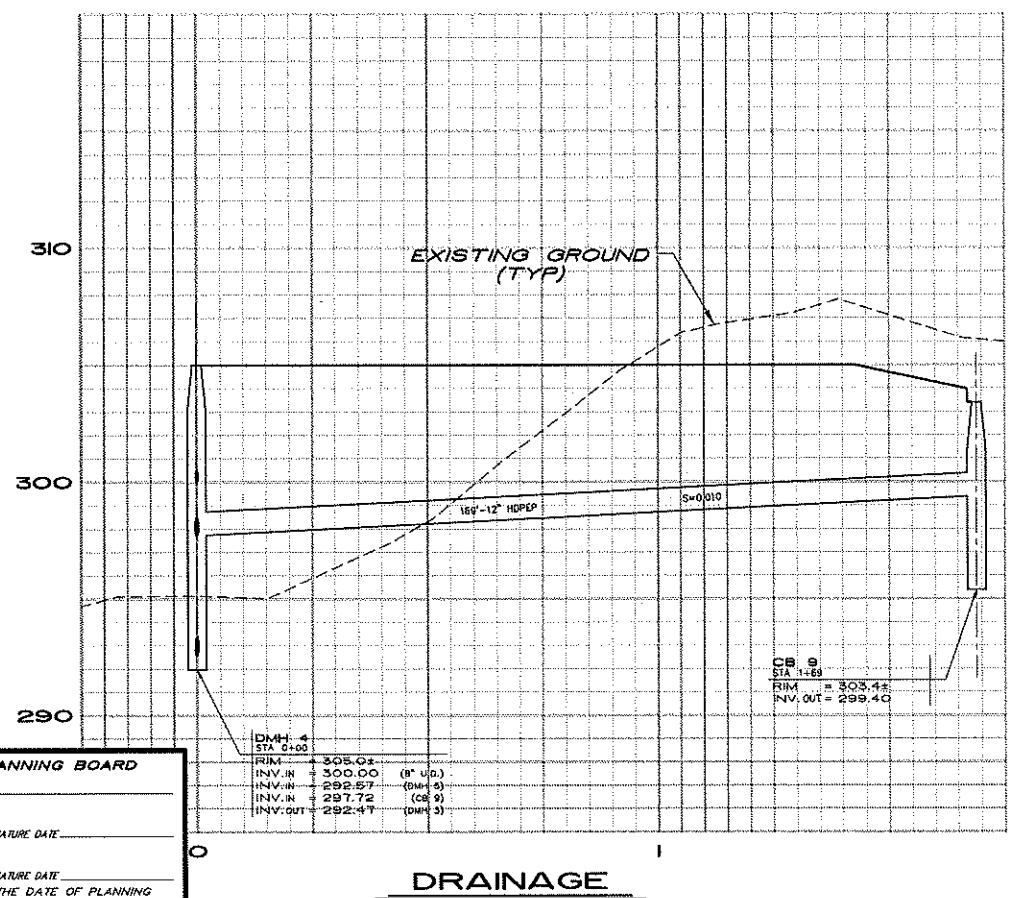 310
EXISTING GROUND
(TYP)
300
169'-12" HDPEP
S=0.010
CB 9
STA 1+69
RIM = 303.4±
INV.OUT = 299.40
290
DMH 4
STA 0+00
RIM = 305.0±
INV.IN = 300.00 (8" U.D.)
INV.IN = 292.57 (DMH 5)
INV.IN = 297.72 (CB 9)
INV.OUT = 292.47 (DMH 3)
ANNING BOARD
ATURE DATE
ATURE DATE
THE DATE OF PLANNING
0
1
DRAINAGE